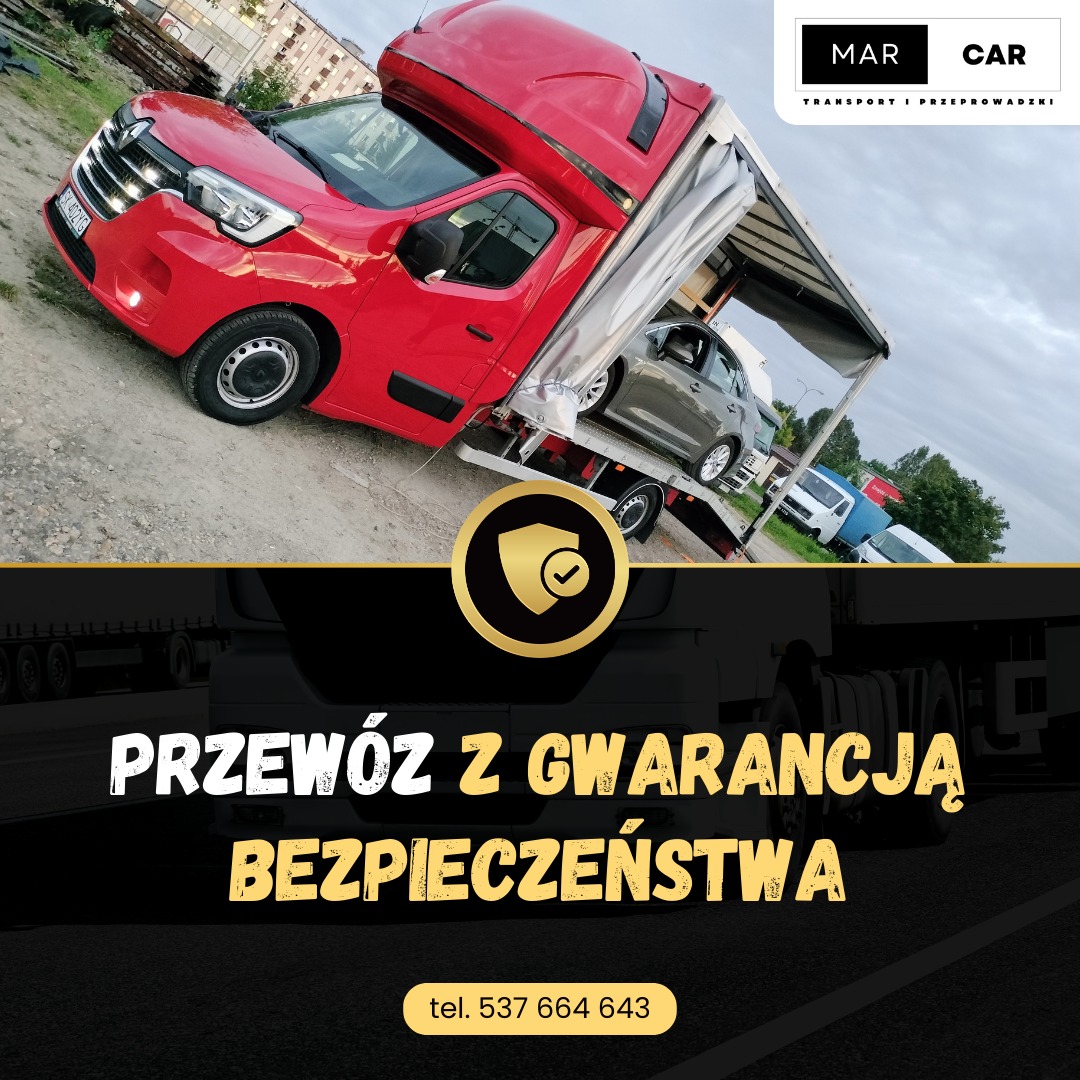 MAR CAR
TRANSPORT I PRZEPROWADZKI
PRZEWÓZ Z GWARANCJĄ
BEZPIECZEŃSTWA
tel. 537 664 643